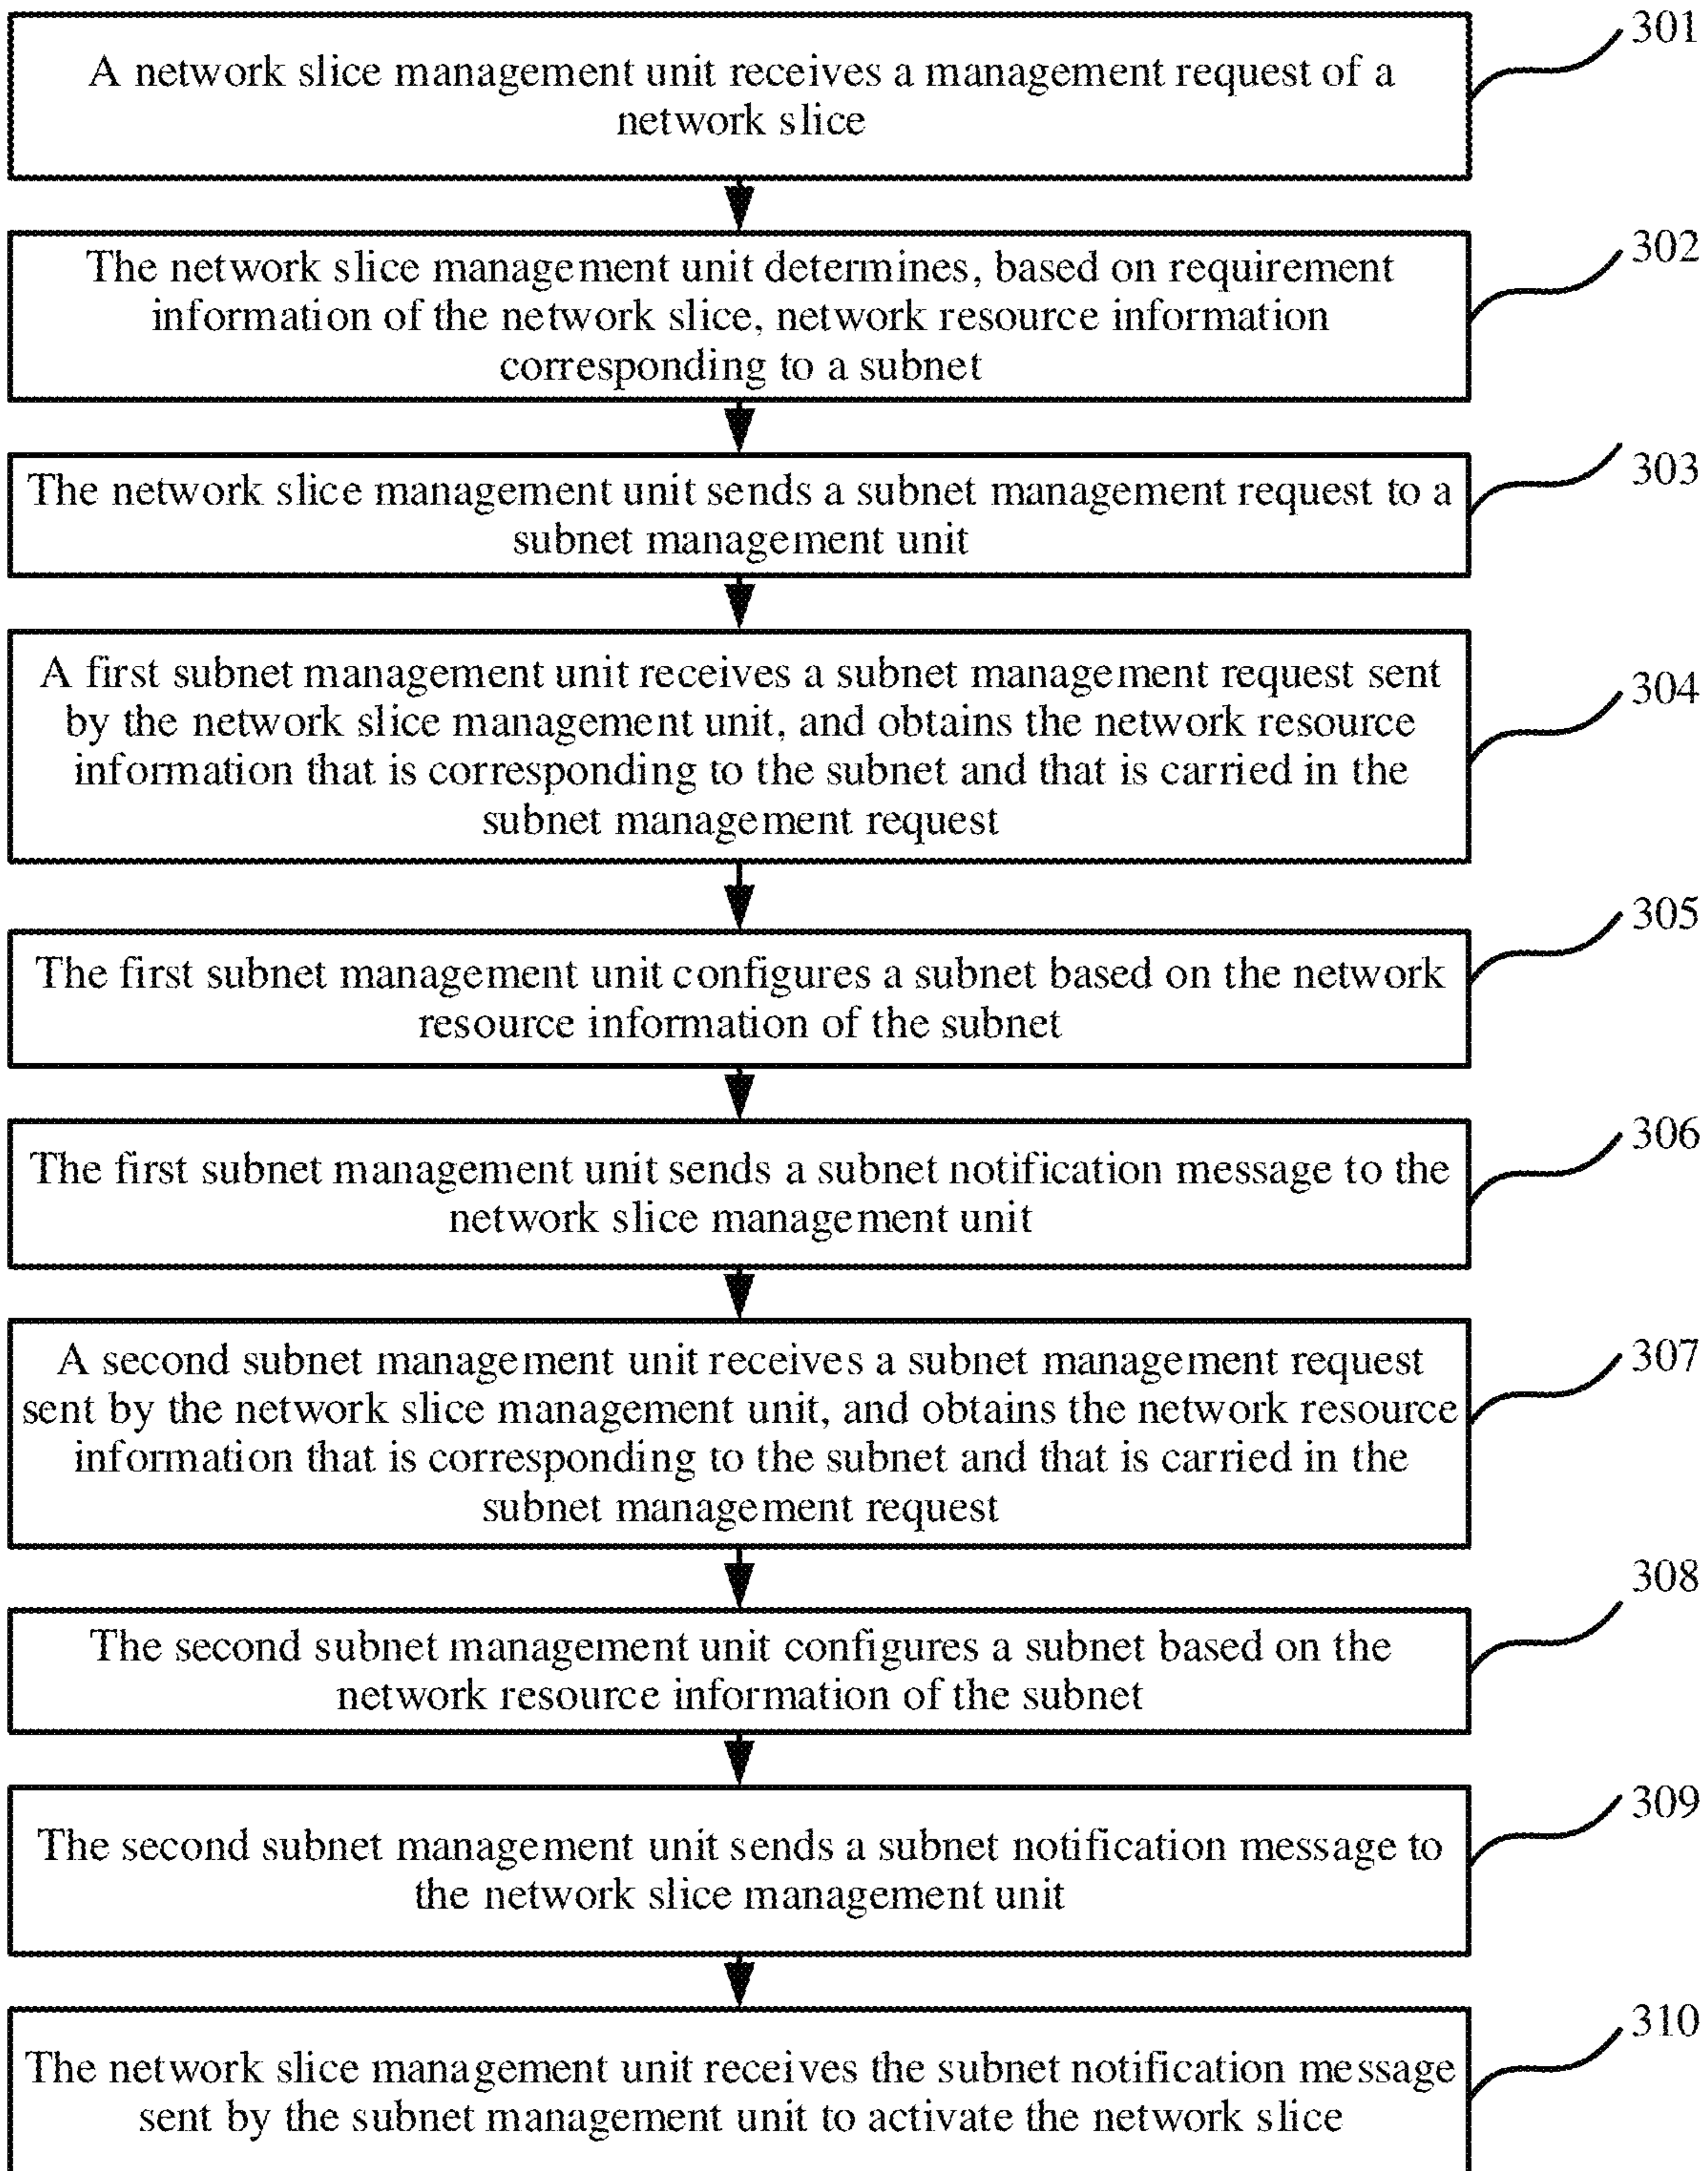 301
A network slice management unit receives a management request of a
network slice
302
The network slice management unit determines, based on requirement
information of the network slice, network resource information
corresponding to a subnet
303
The network slice management unit sends a subnet management request to a
subnet management unit
304
A first subnet management unit receives a subnet management request sent
by the network slice management unit, and obtains the network resource
information that is corresponding to the subnet and that is carried in the
subnet management request
305
The first subnet management unit configures a subnet based on the network
resource information of the subnet
306
The first subnet management unit sends a subnet notification message to the
network slice management unit
307
A second subnet management unit receives a subnet management request
sent by the network slice management unit, and obtains the network resource
information that is corresponding to the subnet and that is carried in the
subnet management request
308
The second subnet management unit configures a subnet based on the
network resource information of the subnet
309
The second subnet management unit sends a subnet notification message to
the network slice management unit
310
The network slice management unit receives the subnet notification message
sent by the subnet management unit to activate the network slice